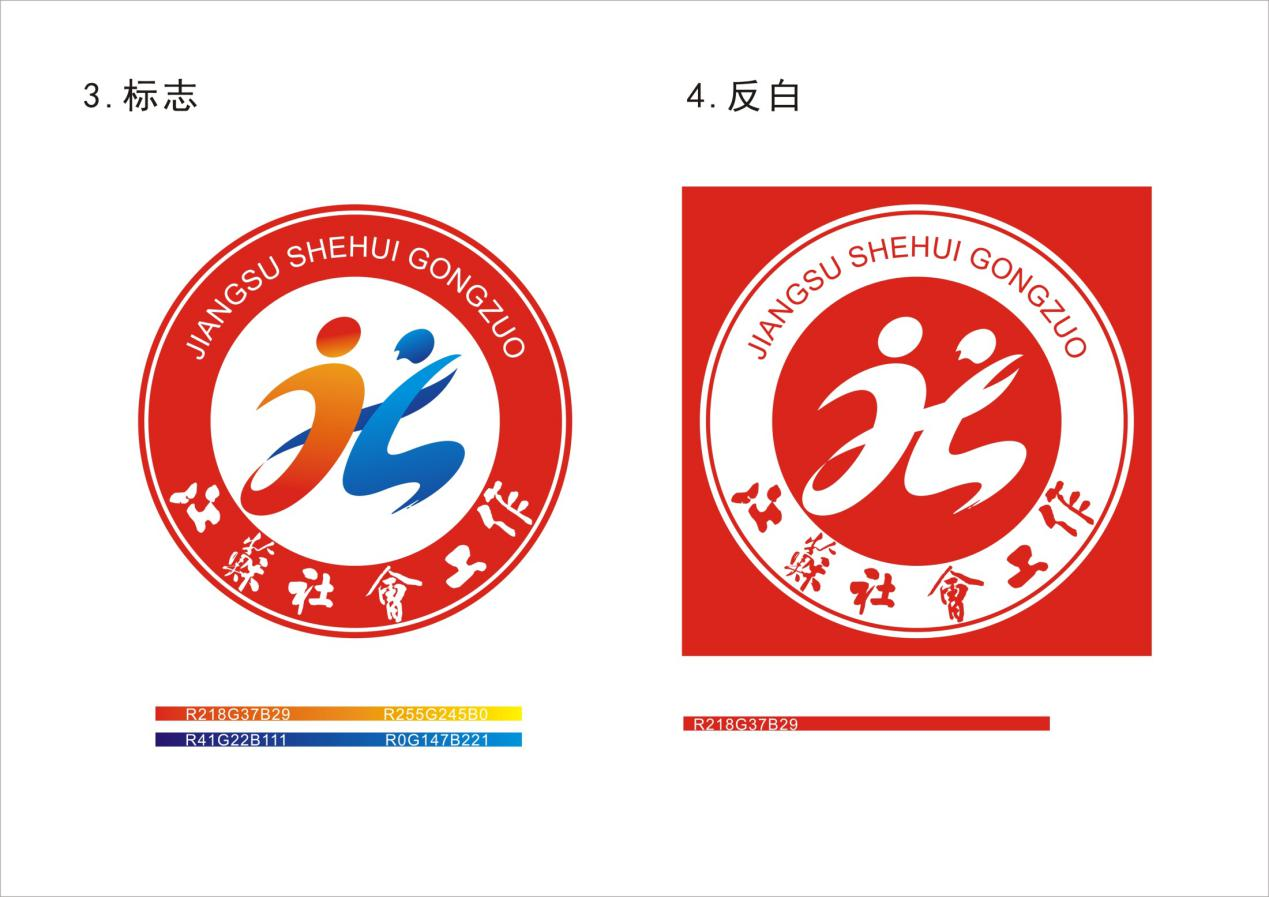 3.标志
4.反白
JIANGSU SHEHUI GONGZUO
江蘇社會工作
JIANGSU SHEHUI GONGZUO
江蘇社會工作
R218G37B29 R255G245B0
R41G22B111 R0G147B221
R218G37B29